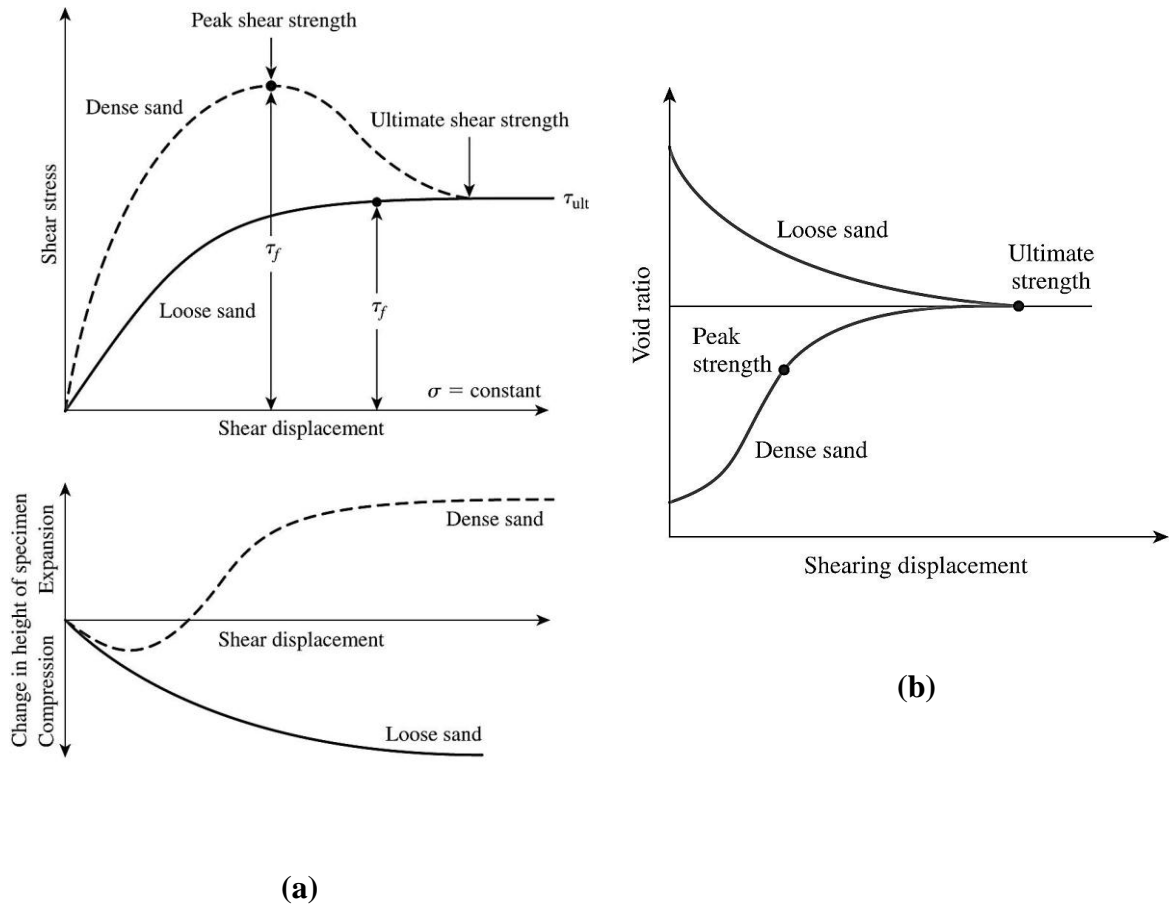 Peak shear strength
Dense sand
Ultimate shear strength
Shear stress
τult
τf
Loose sand
τf
σ = constant
Shear displacement
Change in height of specimen
Compression Expansion
Dense sand
Shear displacement
Loose sand
(a)
Void ratio
Loose sand
Ultimate
strength
Peak
strength
Dense sand
Shearing displacement
(b)